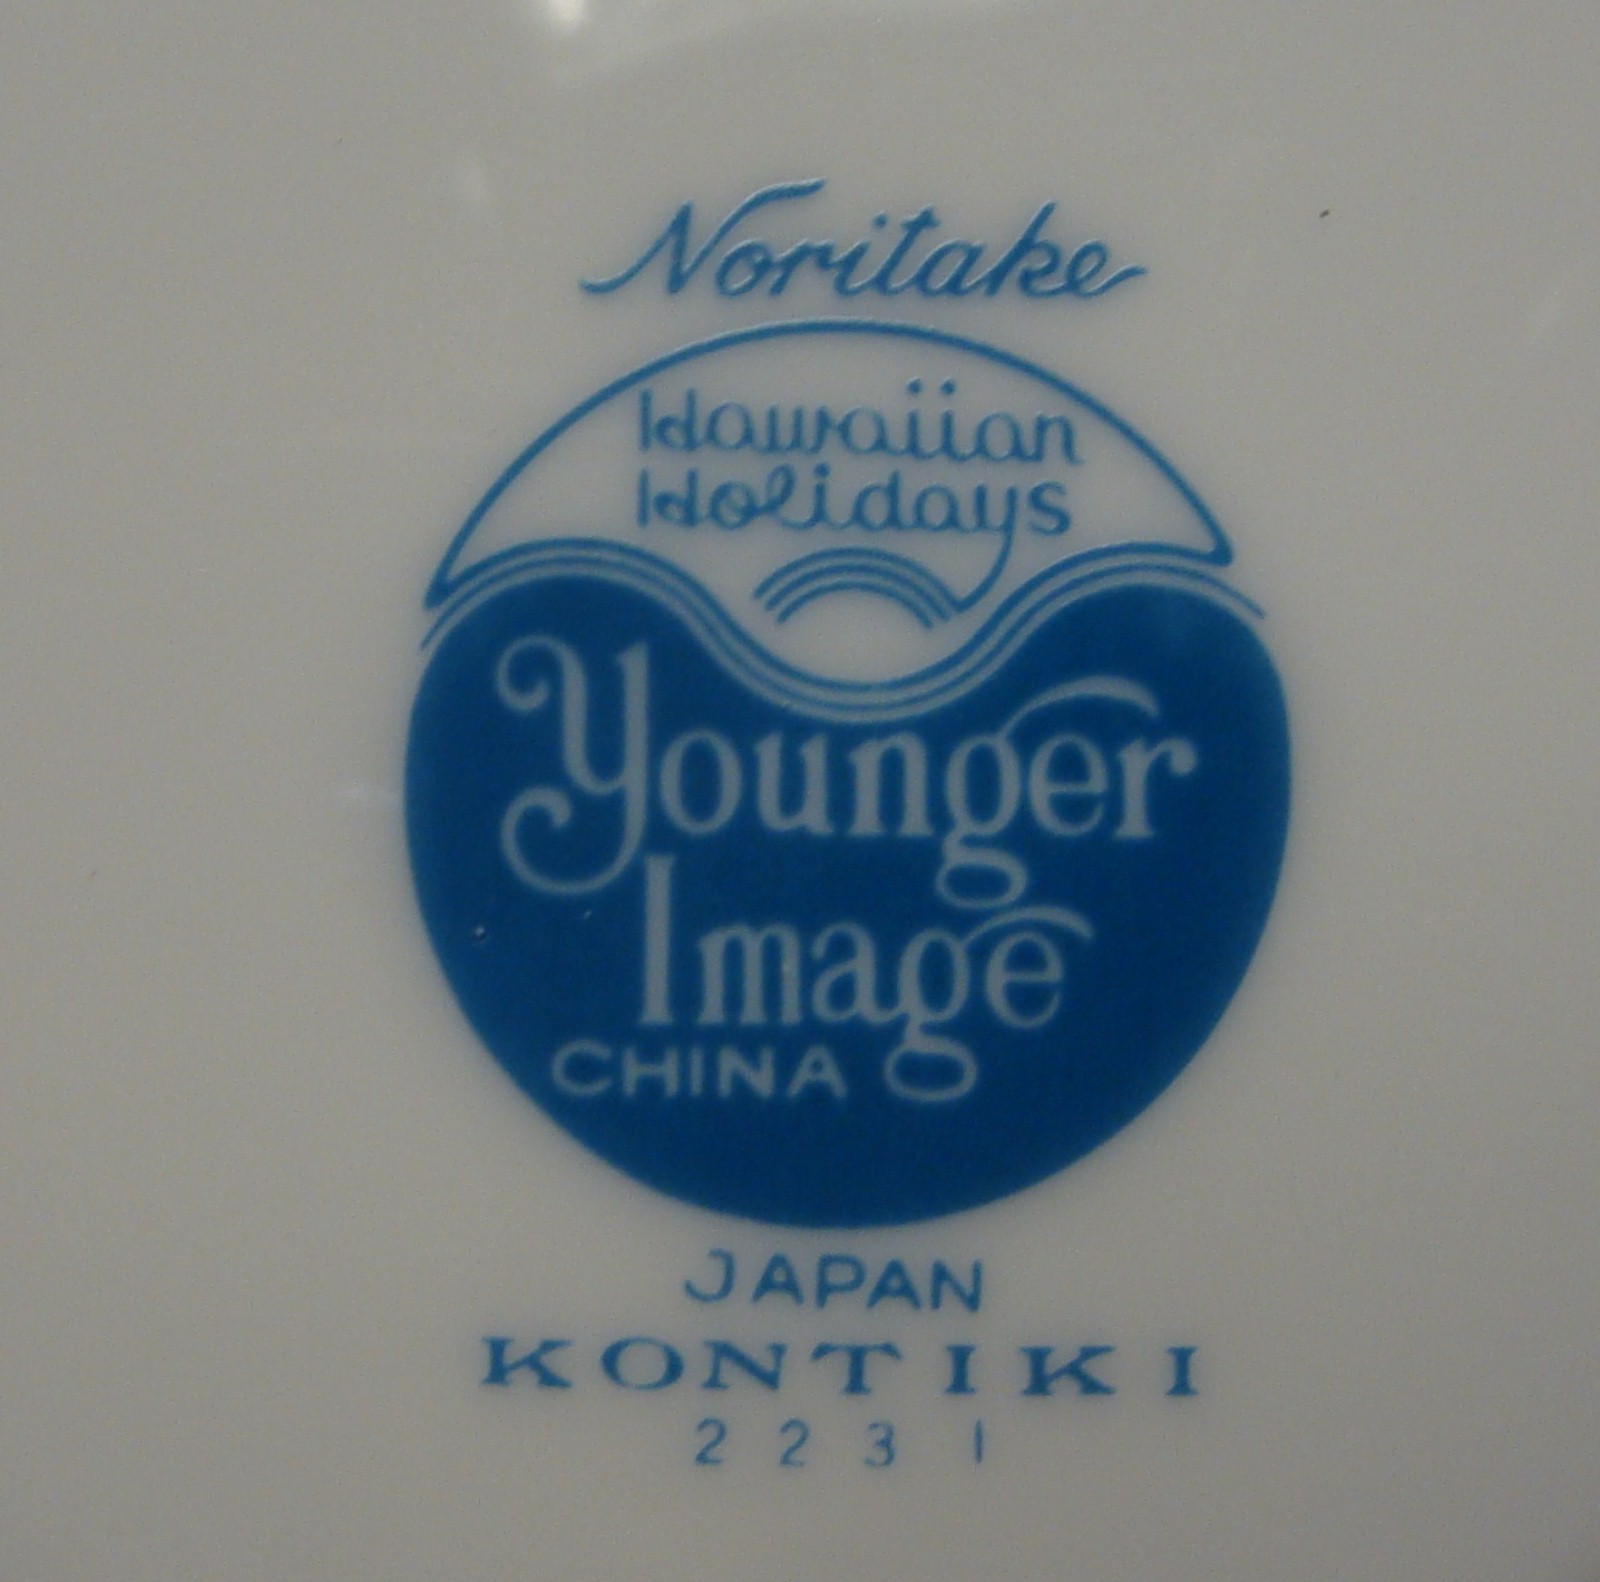 Noritake
Hawaiian
Holidays
Younger
Image
CHINA
JAPAN
KONTIKI
2231